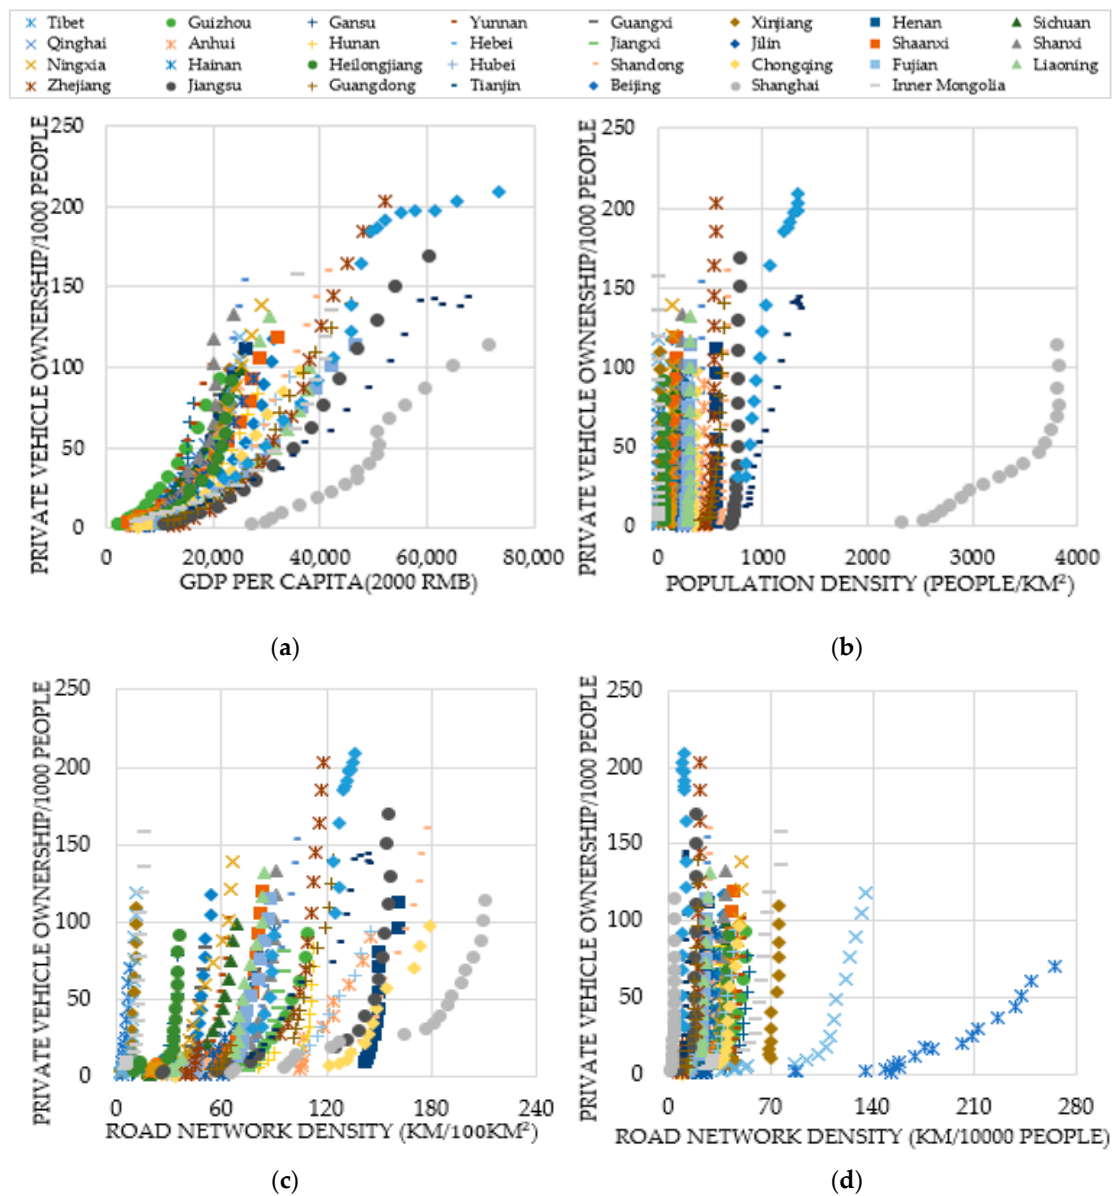 Tibet Guizhou Gansu Yunnan Guangxi Xinjiang Henan Sichuan
Qinghai Anhui Hunan Hebei Jiangxi Jilin Shaanxi Shanxi
Ningxia Hainan Heilongjiang Hubei Shandong Chongqing Fujian Liaoning
Zhejiang Jiangsu Guangdong Tianjin Beijing Shanghai Inner Mongolia
PRIVATE VEHICLE OWNERSHIP/1000 PEOPLE
250
200
150
100
50
0
0 20,000 40,000 60,000 80,000
GDP PER CAPITA(2000 RMB)
(a)
PRIVATE VEHICLE OWNERSHIP/1000 PEOPLE
250
200
150
100
50
0
0 1000 2000 3000 4000
POPULATION DENSITY (PEOPLE/KM²)
(b)
PRIVATE VEHICLE OWNERSHIP/1000 PEOPLE
250
200
150
100
50
0
0 60 120 180 240
ROAD NETWORK DENSITY (KM/100KM²)
(c)
PRIVATE VEHICLE OWNERSHIP/1000 PEOPLE
250
200
150
100
50
0
0 70 140 210 280
ROAD NETWORK DENSITY (KM/10000 PEOPLE)
(d)